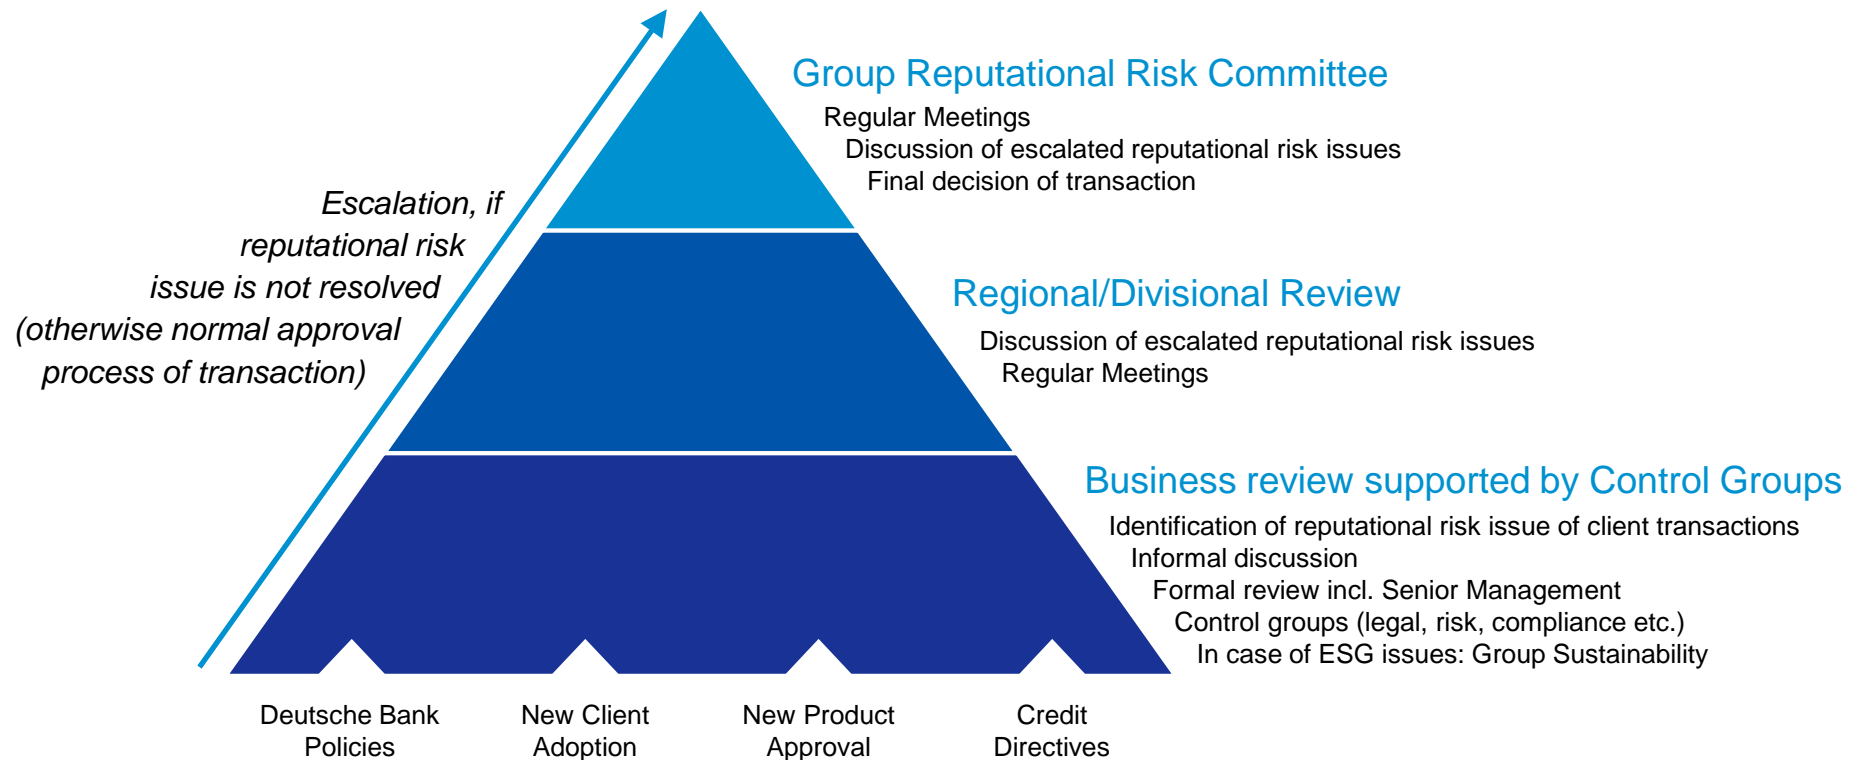 Group Reputational Risk Committee
Regular Meetings
Discussion of escalated reputational risk issues
Final decision of transaction
Escalation, if
reputational risk
issue is not resolved
(otherwise normal approval
process of transaction)
Regional/Divisional Review
Discussion of escalated reputational risk issues
Regular Meetings
Business review supported by Control Groups
Identification of reputational risk issue of client transactions
Informal discussion
Formal review incl. Senior Management
Control groups (legal, risk, compliance etc.)
In case of ESG issues: Group Sustainability
Deutsche Bank
Policies
New Client
Adoption
New Product
Approval
Credit
Directives